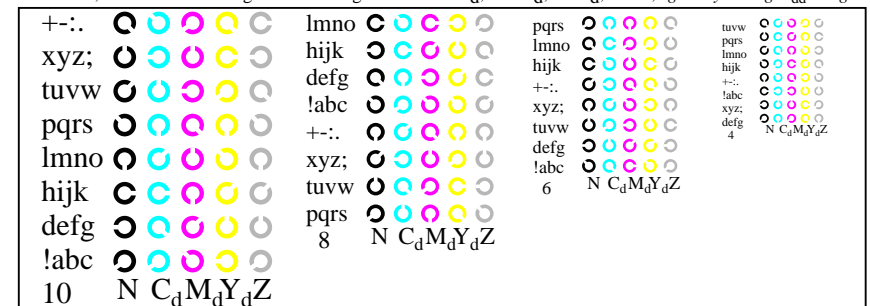 +-:.
xyz;
tuvw
pqrs
lmno
hijk
defg
!abc
10 N CdMdYdZ
lmno
hijk
defg
!abc
+-:.
xyz;
tuvw
pqrs
8 N CdMdYdZ
pqrs
lmno
hijk
+-:.
xyz;
tuvw
defg
!abc
6 N CdMdYdZ
tuvw
pqrs
lmno
hijk
+-:.
!abc
xyz;
defg
4 N CdMdYdZ